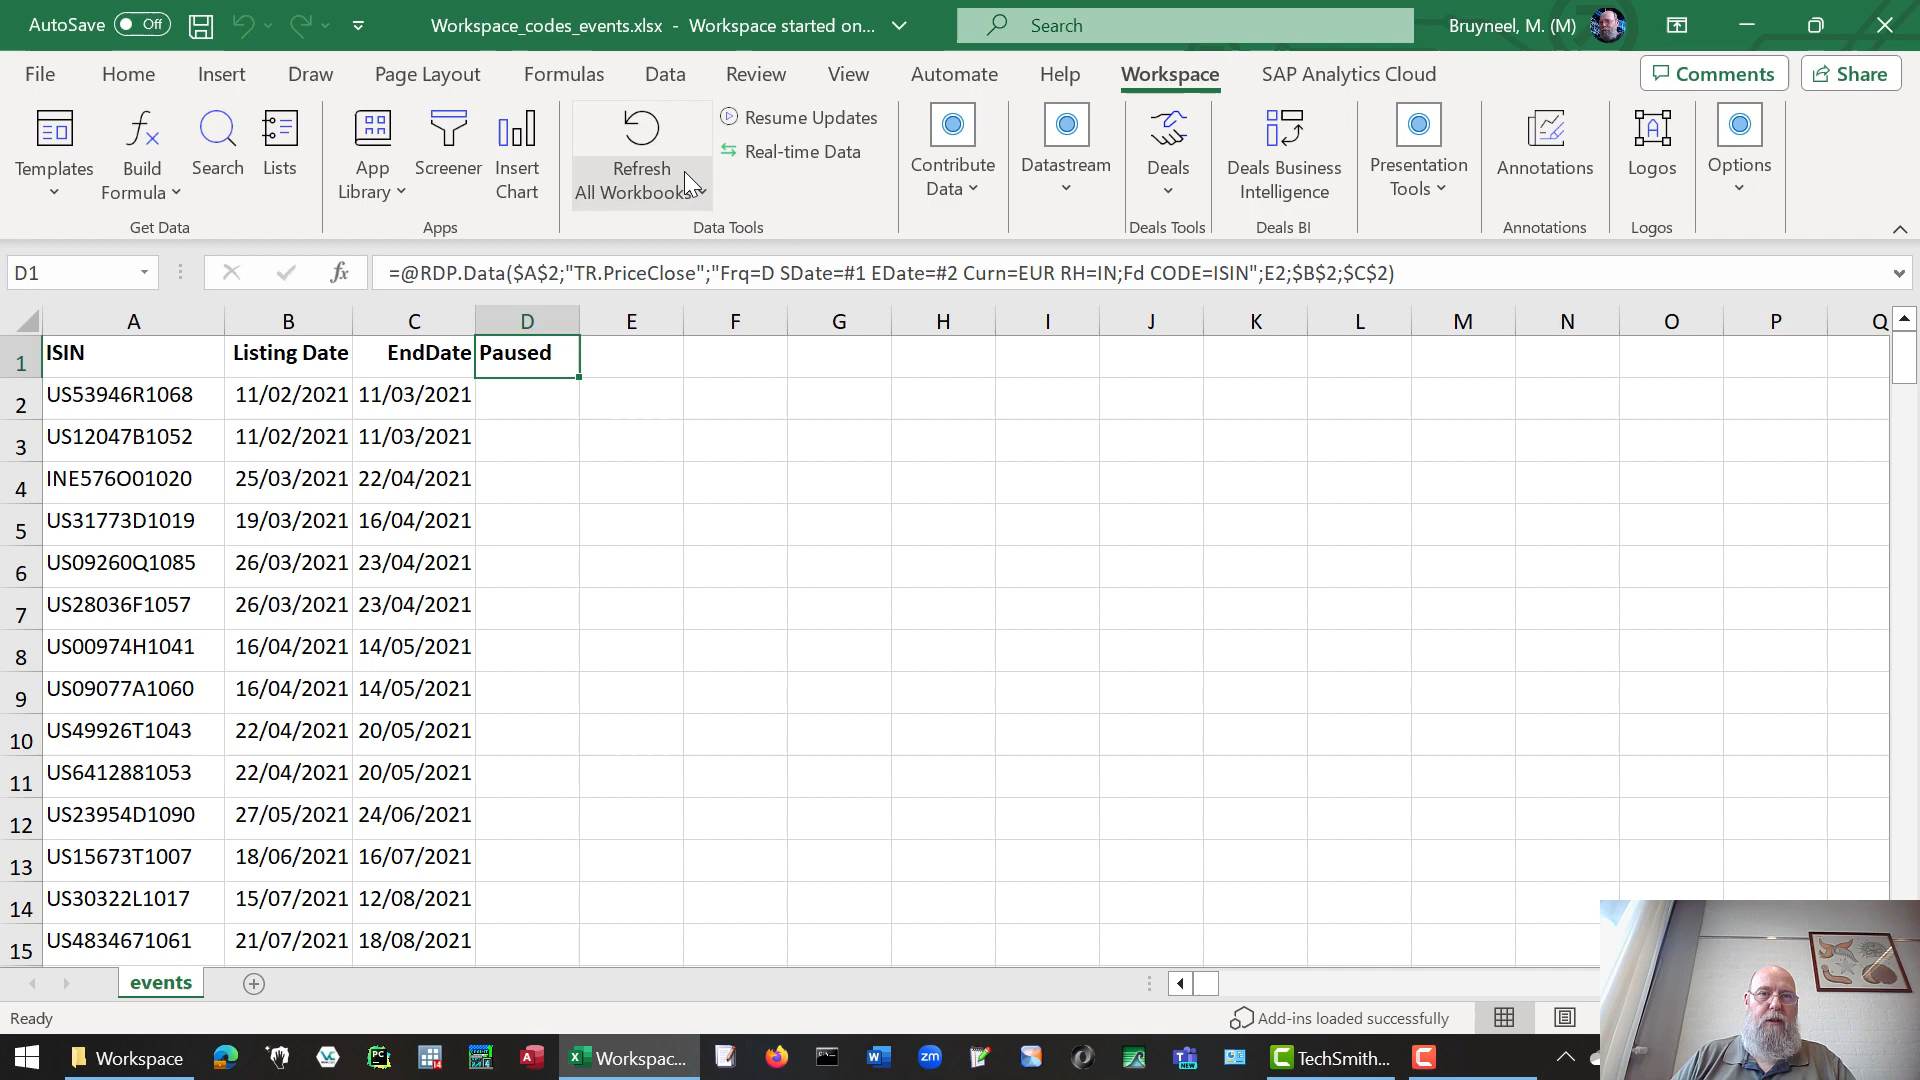 AutoSave Off Workspace_codes_events.xlsx - Workspace started on... Search Bruyneel, M. (M)
File Home Insert Draw Page Layout Formulas Data Review View Automate Help Workspace SAP Analytics Cloud Comments Share
Templates
Build
Formula
Search
Lists
Get Data
App
Library
Screener
Insert
Chart
Apps
Refresh
All Workbooks
Resume Updates
Real-time Data
Data Tools
Contribute
Data
Datastream
Deals
Deals Tools
Deals Business
Intelligence
Deals BI
Presentation
Tools
Annotations
Annotations
Logos
Logos
Options
D1 fx =@RDP.Data($A$2;"TR.PriceClose";"Frq=D SDate=#1 EDate=#2 Curn=EUR RH=IN;Fd CODE=ISIN";E2;$B$2;$C$2)
A B C D E F G H I J K L M N O P Q
1 ISIN Listing Date EndDate Paused
2 US53946R1068 11/02/2021 11/03/2021
3 US12047B1052 11/02/2021 11/03/2021
4 INE576O01020 25/03/2021 22/04/2021
5 US31773D1019 19/03/2021 16/04/2021
6 US09260Q1085 26/03/2021 23/04/2021
7 US28036F1057 26/03/2021 23/04/2021
8 US00974H1041 16/04/2021 14/05/2021
9 US09077A1060 16/04/2021 14/05/2021
10 US49926T1043 22/04/2021 20/05/2021
11 US6412881053 22/04/2021 20/05/2021
12 US23954D1090 27/05/2021 24/06/2021
13 US15673T1007 18/06/2021 16/07/2021
14 US30322L1017 15/07/2021 12/08/2021
15 US4834671061 21/07/2021 18/08/2021
events
Ready Add-ins loaded successfully
Workspace Workspac... TechSmith...